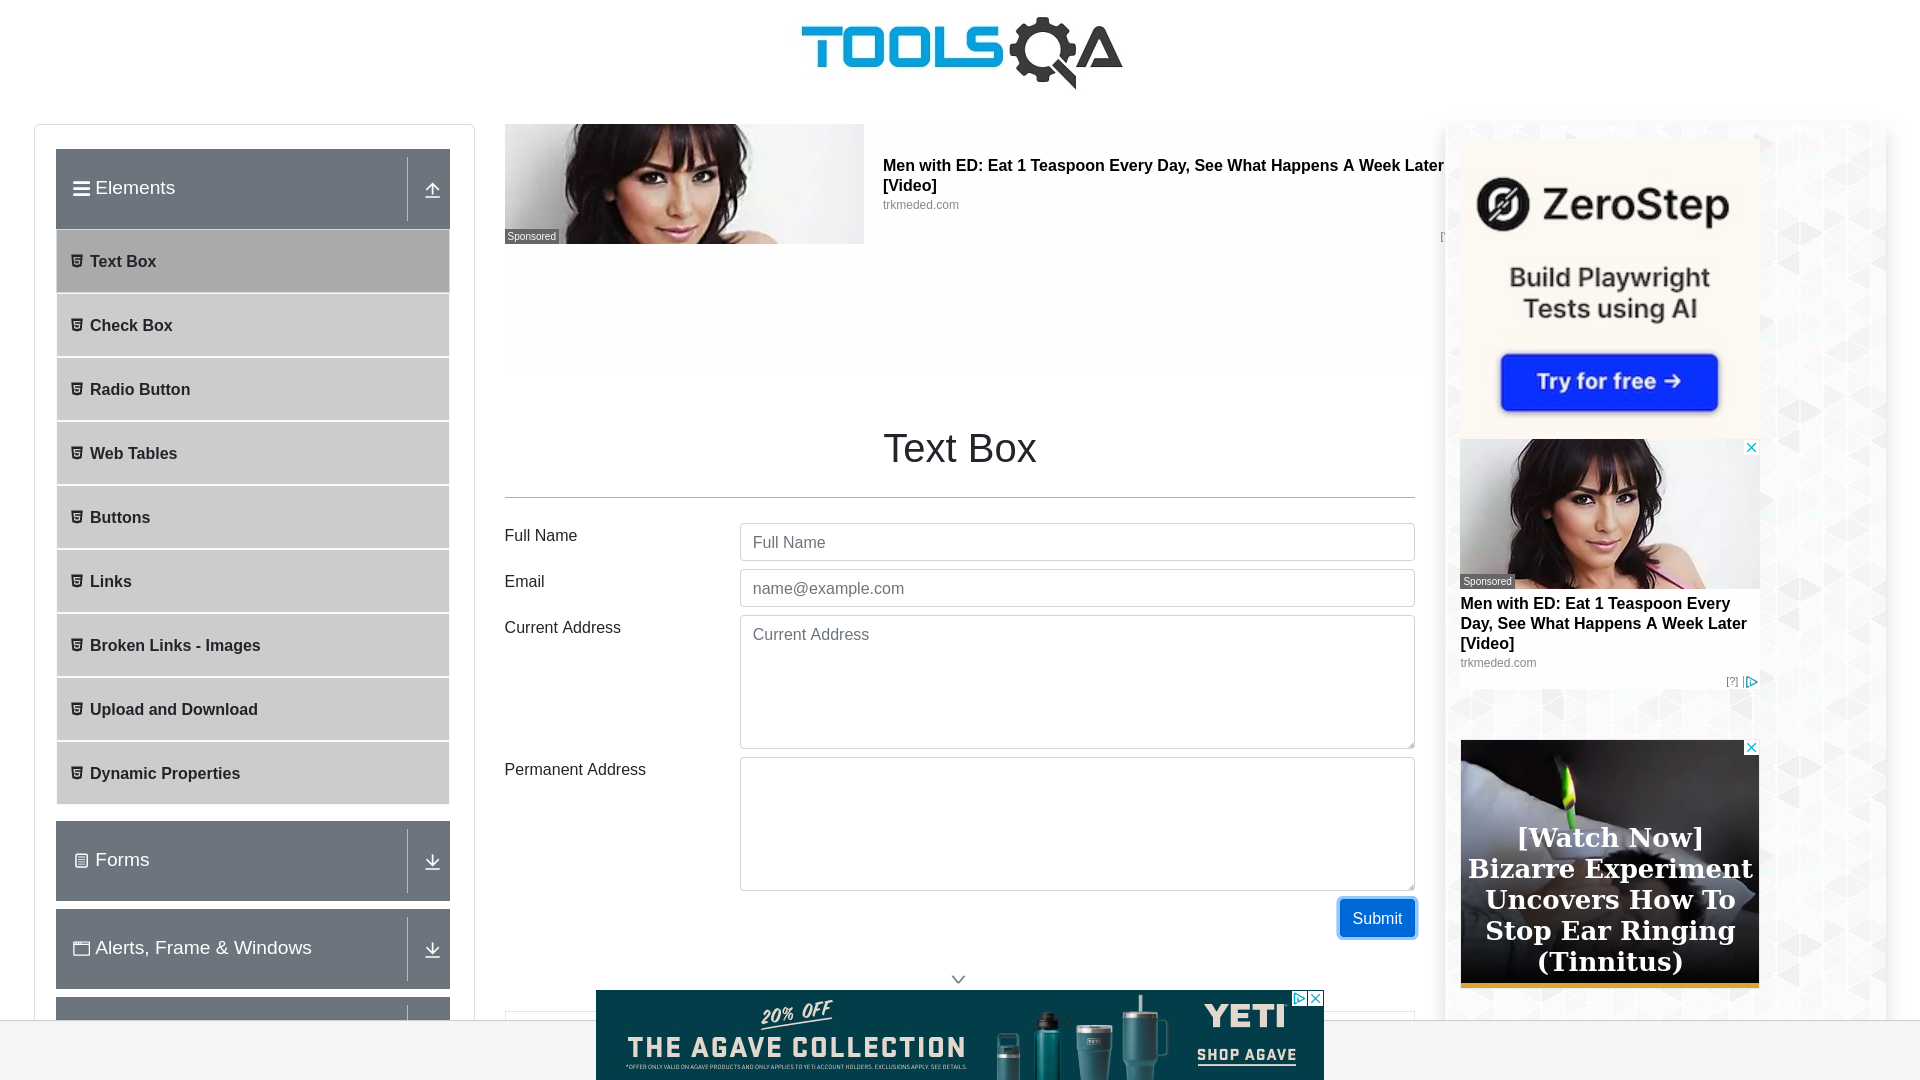 TOOLSQA
Elements
Text Box
Check Box
Radio Button
Web Tables
Buttons
Links
Broken Links - Images
Upload and Download
Dynamic Properties
Forms
Alerts, Frame & Windows
Sponsored
Men with ED: Eat 1 Teaspoon Every Day, See What Happens A Week Later
[Video]
trkmeded.com
Text Box
Full Name
Full Name
Email
name@example.com
Current Address
Current Address
Permanent Address
Submit
20% OFF
THE AGAVE COLLECTION
*OFFER ONLY VALID ON AGAVE PRODUCTS AND ONLY APPLIES TO YETI ACCOUNT HOLDERS. EXCLUSIONS APPLY. SEE DETAILS.
YETI
SHOP AGAVE
ZeroStep
Build Playwright
Tests using AI
Try for free →
Sponsored
Men with ED: Eat 1 Teaspoon Every
Day, See What Happens A Week Later
[Video]
trkmeded.com
[?]
[Watch Now]
Bizarre Experiment
Uncovers How To
Stop Ear Ringing
(Tinnitus)